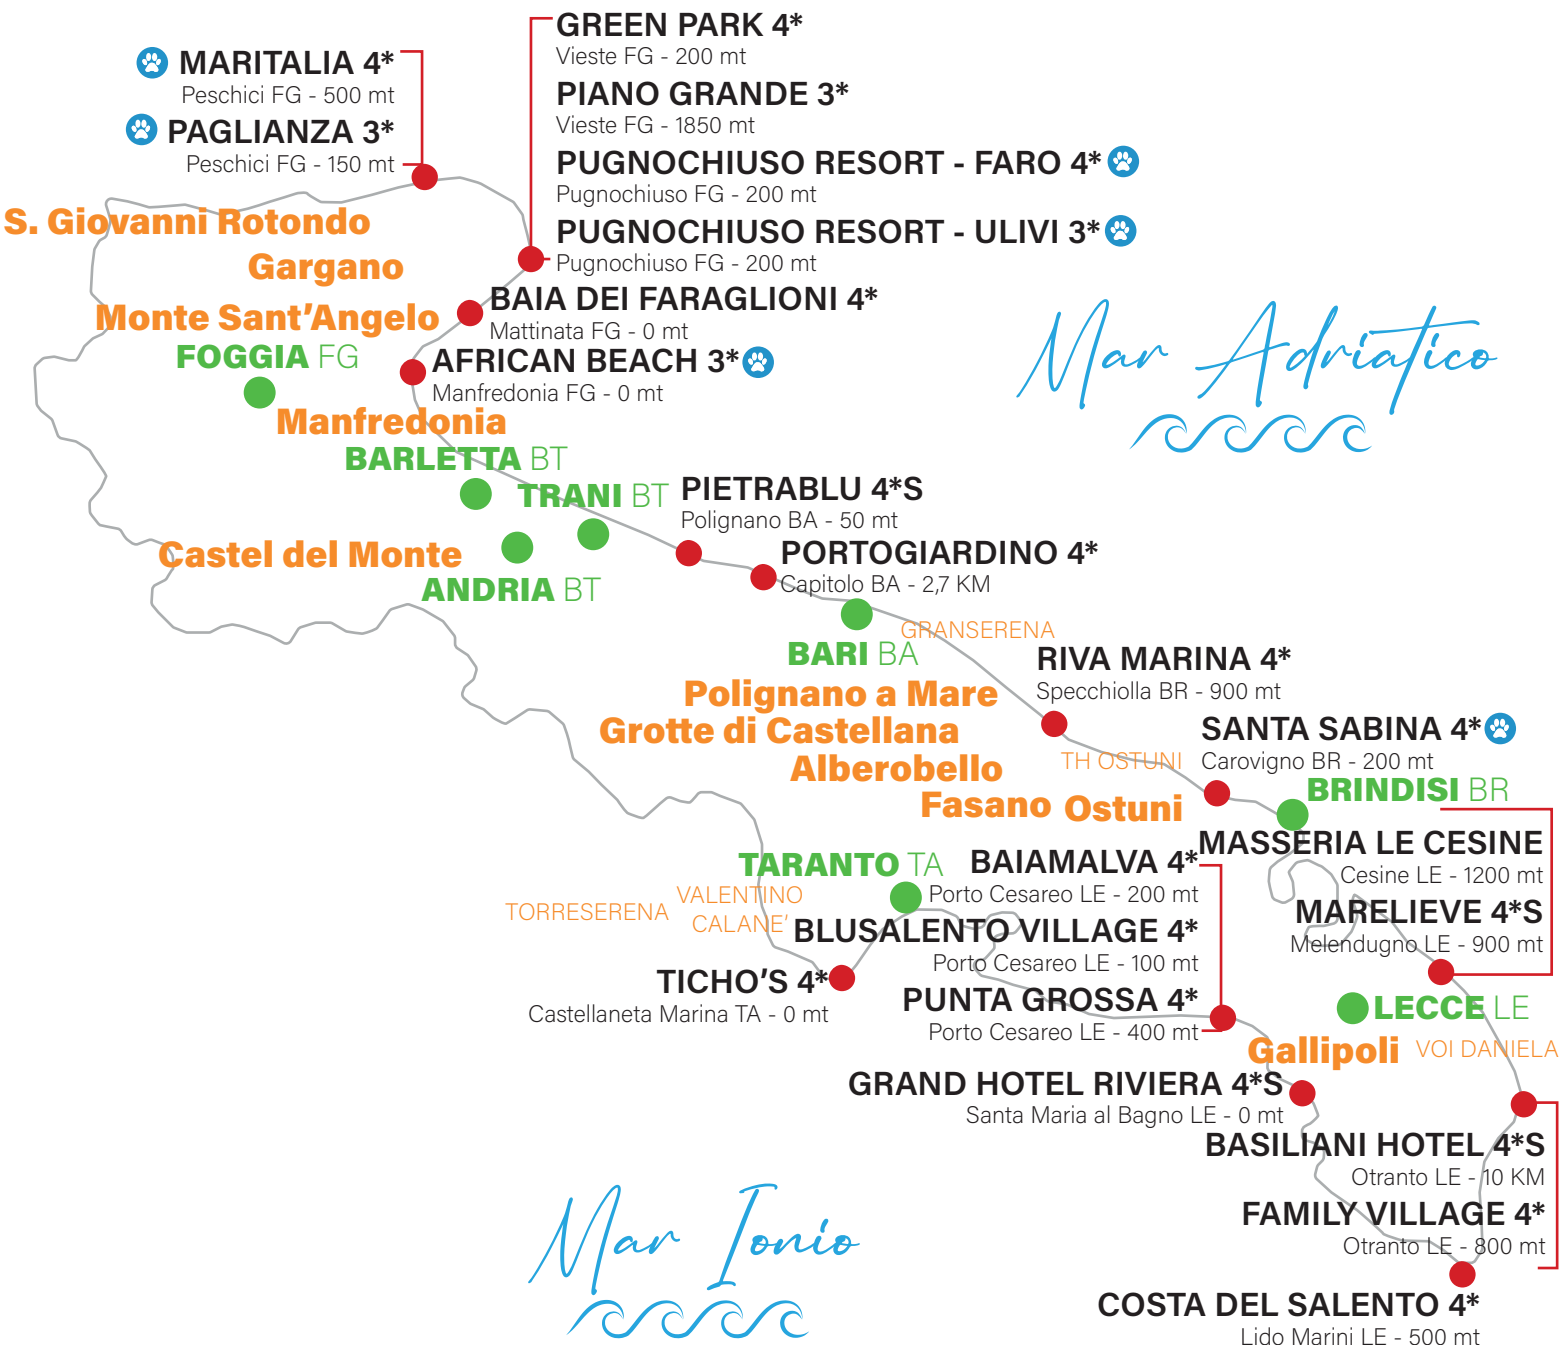 GREEN PARK 4*
Vieste FG - 200 mt
MARITALIA 4*
Peschici FG - 500 mt
PIANO GRANDE 3*
Vieste FG - 1850 mt
PAGLIANZA 3*
Peschici FG - 150 mt
PUGNOCHIUSO RESORT - FARO 4*
Pugnochiuso FG - 200 mt
PUGNOCHIUSO RESORT - ULIVI 3*
Pugnochiuso FG - 200 mt
S. Giovanni Rotondo
Gargano
Monte Sant'Angelo
BAIA DEI FARAGLIONI 4*
Mattinata FG - 0 mt
FOGGIA FG
AFRICAN BEACH 3*
Manfredonia FG - 0 mt
Mar Adriatico
Manfredonia
BARLETTA BT
TRANI BT
PIETRABLU 4*S
Polignano BA - 50 mt
Castel del Monte
PORTOGIARDINO 4*
Capitolo BA - 2,7 KM
ANDRIA BT
GRANSERENA
BARI BA
RIVA MARINA 4*
Specchiolla BR - 900 mt
Polignano a Mare
Grotte di Castellana
SANTA SABINA 4*
Carovigno BR - 200 mt
TH OSTUNI
Alberobello
BRINDISI BR
Fasano
Ostuni
MASSERIA LE CESINE
Cesine LE - 1200 mt
TARANTO TA
BAIAMALVA 4*
Porto Cesareo LE - 200 mt
TORRESERENA
VALENTINO
CALANE'
MARELIEVE 4*S
Melendugno LE - 900 mt
BLUSALENTO VILLAGE 4*
Porto Cesareo LE - 100 mt
TICHO'S 4*
Castellaneta Marina TA - 0 mt
PUNTA GROSSA 4*
Porto Cesareo LE - 400 mt
LECCE LE
Gallipoli
VOI DANIELA
GRAND HOTEL RIVIERA 4*S
Santa Maria al Bagno LE - 0 mt
BASILIANI HOTEL 4*S
Otranto LE - 10 KM
FAMILY VILLAGE 4*
Otranto LE - 800 mt
Mar Ionio
COSTA DEL SALENTO 4*
Lido Marini LE - 500 mt